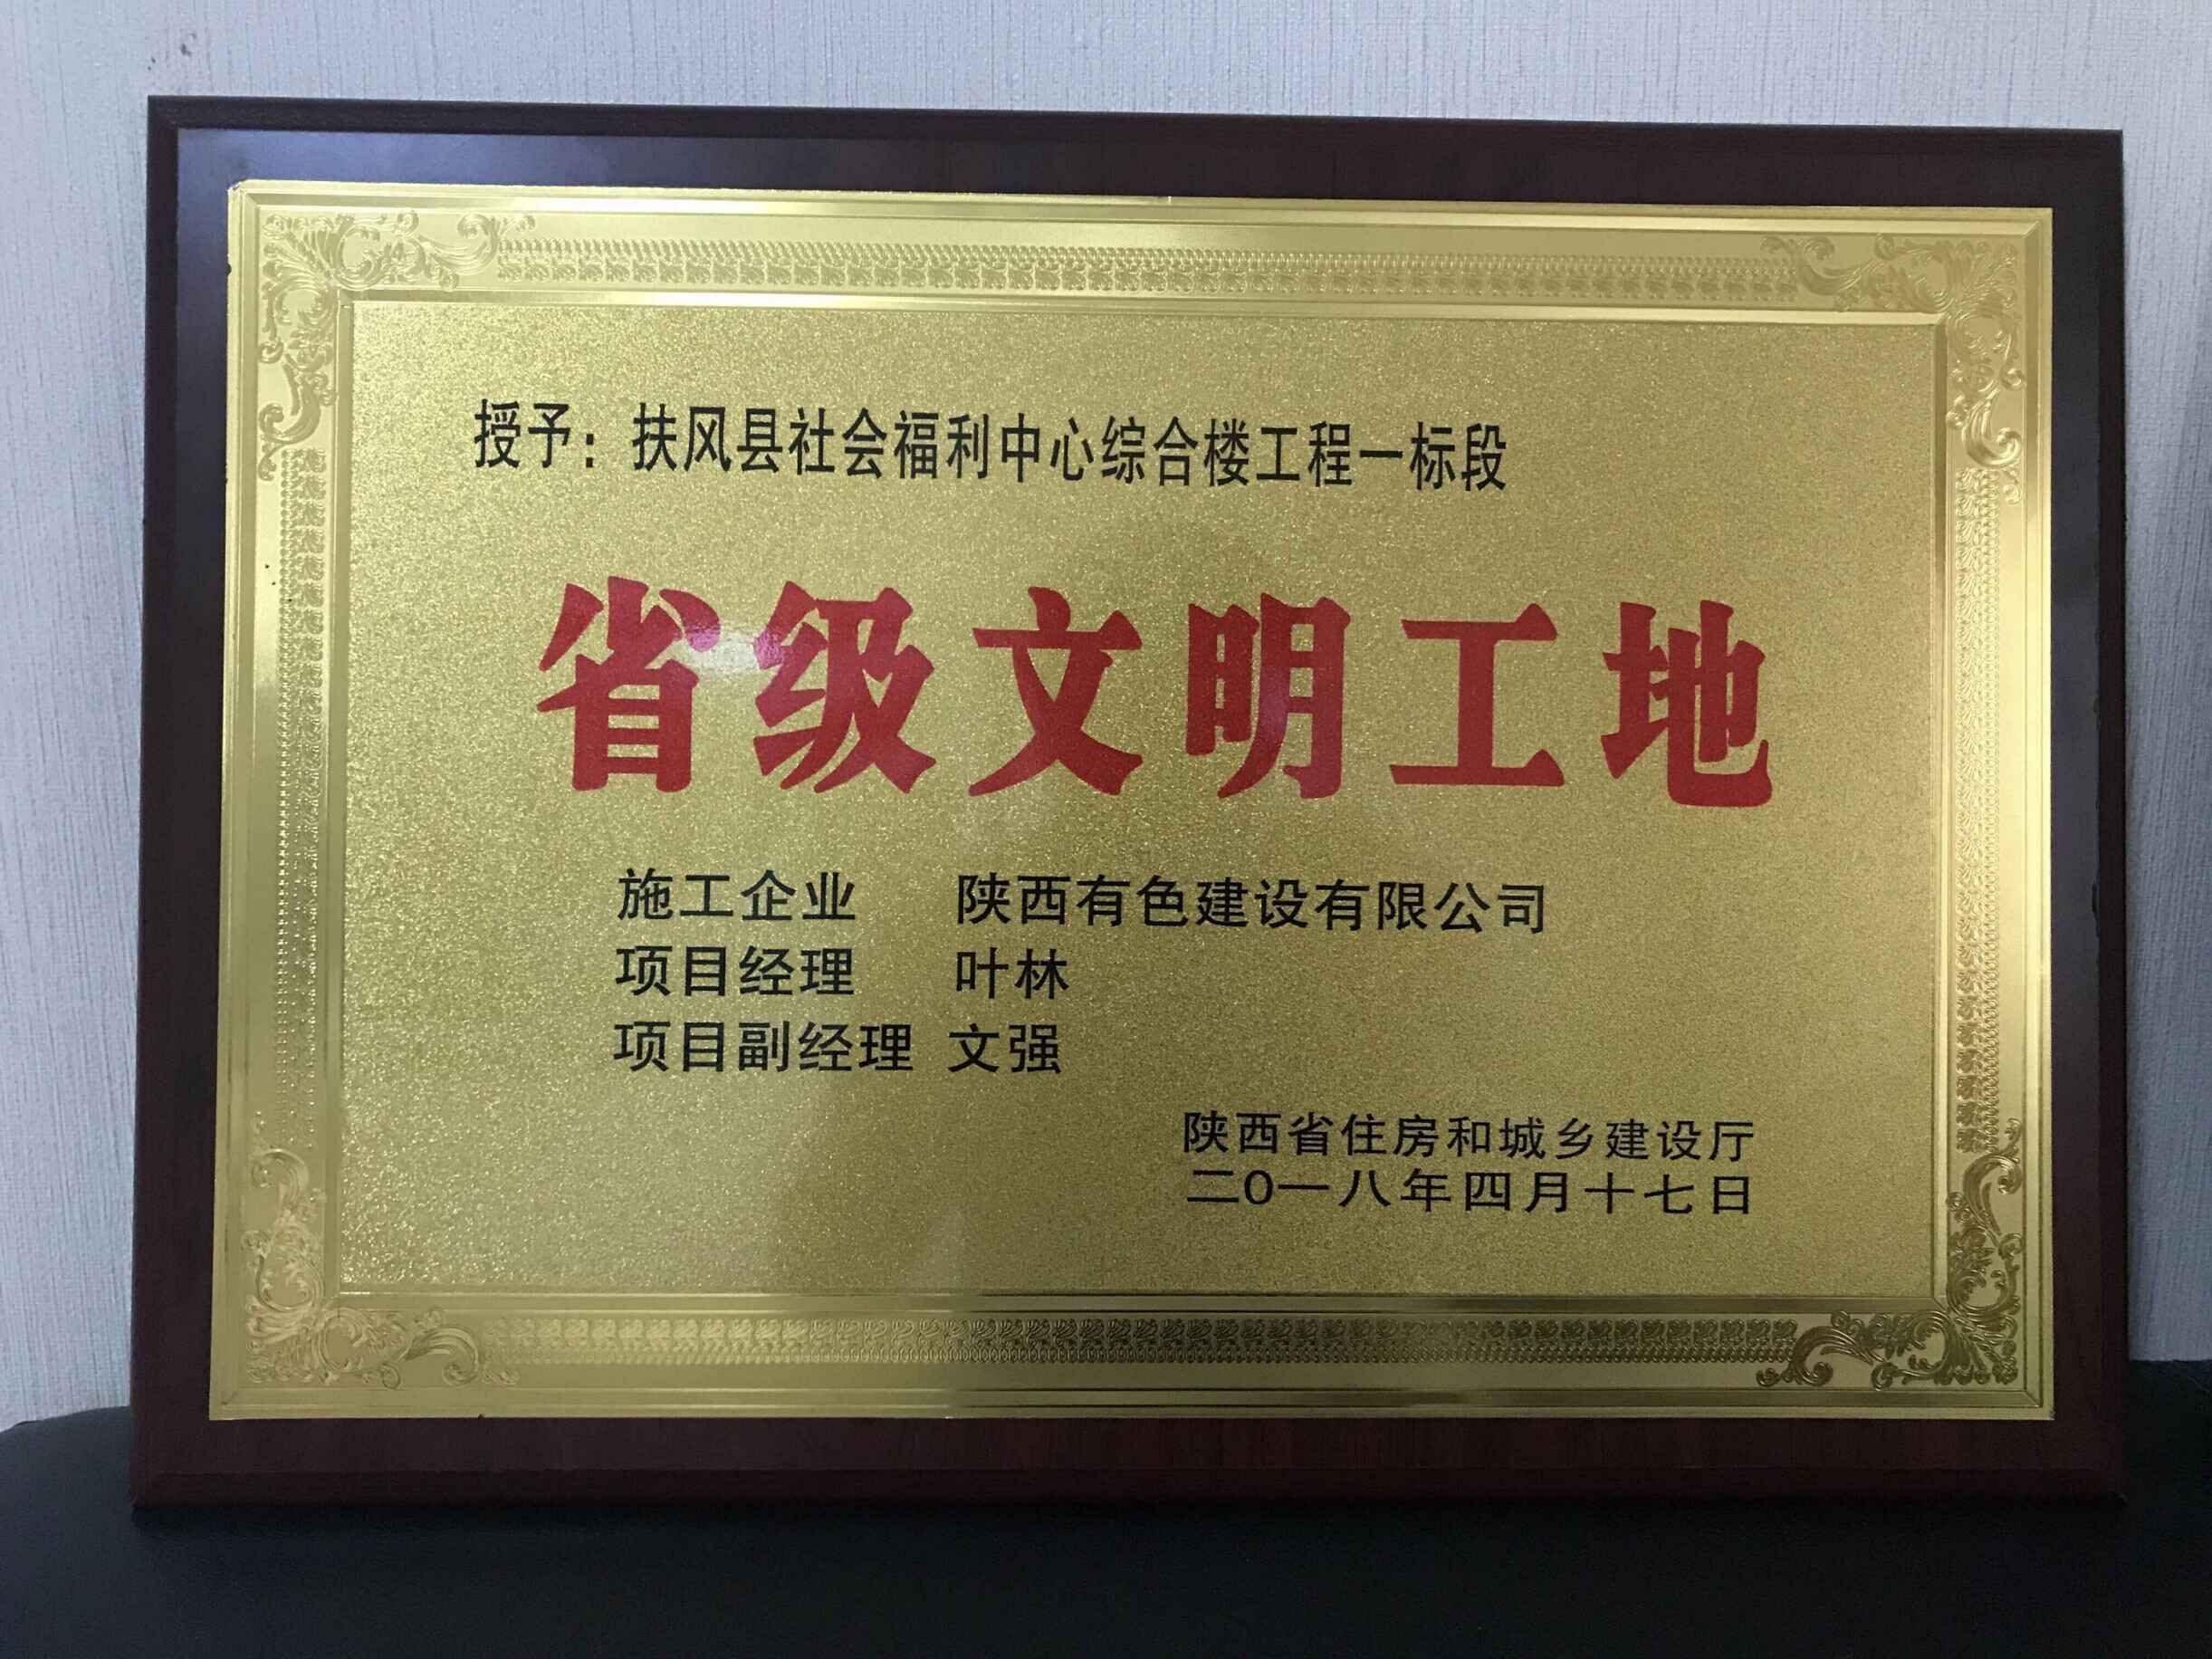 授予：扶风县社会福利中心综合楼工程一标段
省级文明工地
施工企业 陕西有色建设有限公司
项目经理 叶林
项目副经理 文强
陕西省住房和城乡建设厅
二〇一八年四月十七日